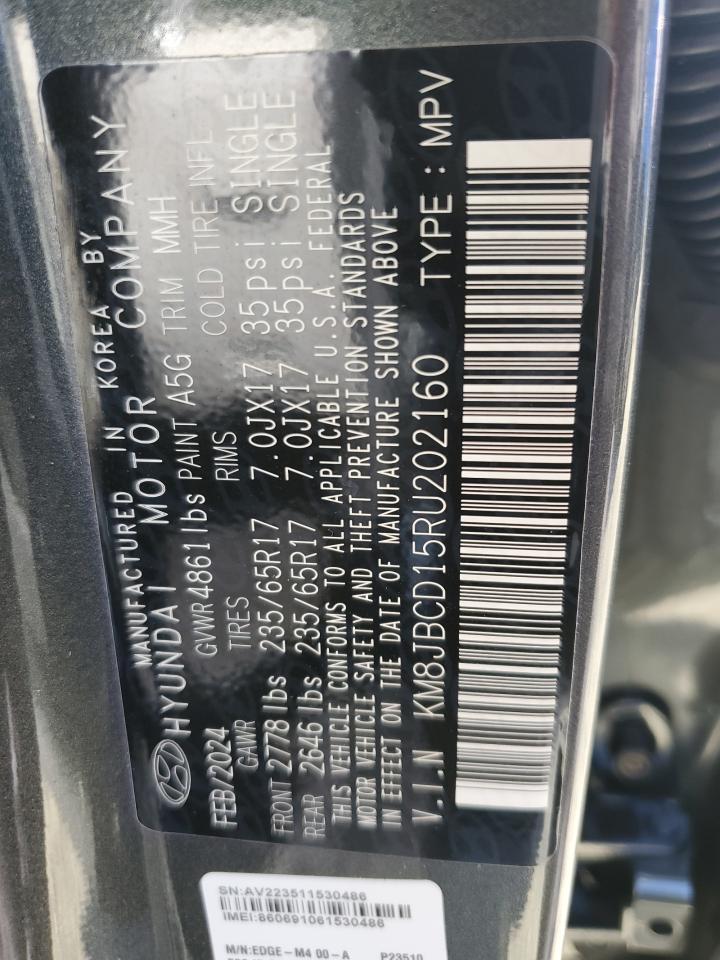 MANUFACTURED IN KOREA BY
HYUNDAI MOTOR COMPANY
FEB/2024 GVWR 4861 lbs PAINT A5G TRIM MMH
GAWR TIRES RIMS COLD TIRE INFL.
FRONT 2778 lbs 235/65R17 7.0JX17 35psi SINGLE
REAR 2646 lbs 235/65R17 7.0JX17 35psi SINGLE
THIS VEHICLE CONFORMS TO ALL APPLICABLE U.S.A. FEDERAL
MOTOR VEHICLE SAFETY AND THEFT PREVENTION STANDARDS
IN EFFECT ON THE DATE OF MANUFACTURE SHOWN ABOVE
V.I.N KM8JBCD15RU202160 TYPE : MPV
SN:AV223511530486
IMEI:860691061530486
M/N:EDGE-M4 00-A P23510